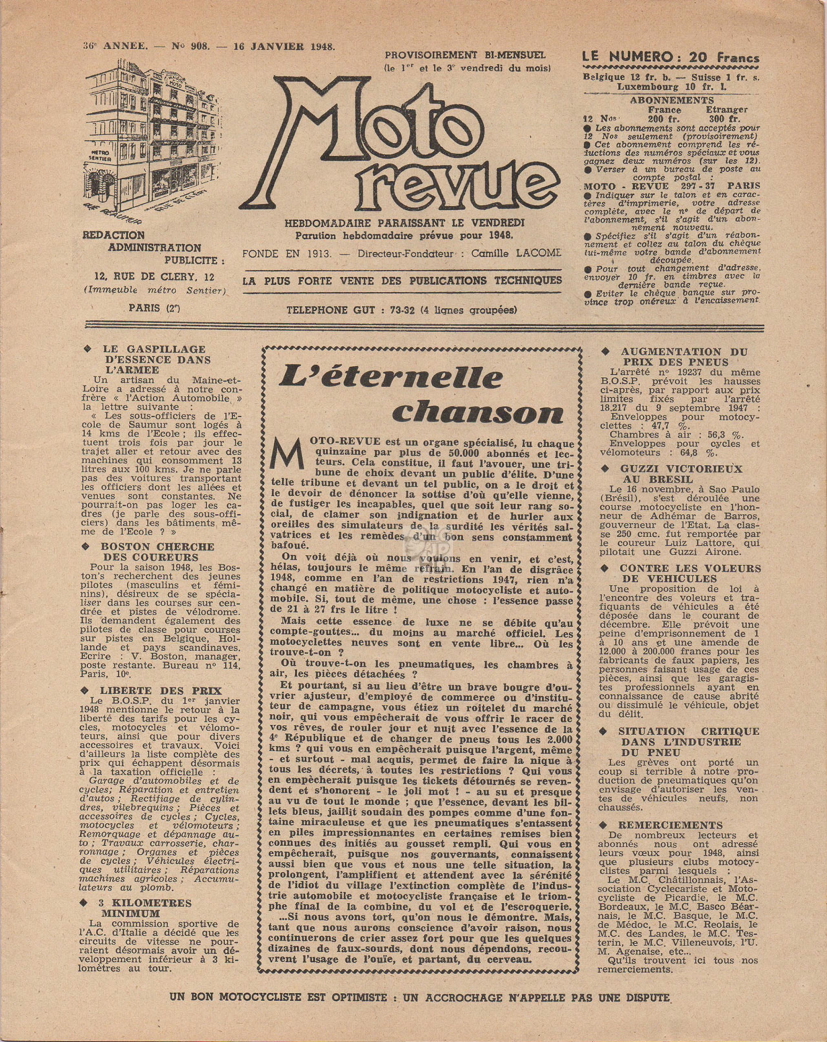 36e ANNEE. — No 908. — 16 JANVIER 1948.
METRO
SENTIER
RUE REAUMUR
REDACTION
ADMINISTRATION
PUBLICITE :
12, RUE DE CLERY, 12
(Immeuble métro Sentier)
PARIS (2e)
PROVISOIREMENT BI-MENSUEL
(le 1er et le 3e vendredi du mois)
Moto
revue
HEBDOMADAIRE PARAISSANT LE VENDREDI
Parution hebdomadaire prévue pour 1948.
FONDE EN 1913. — Directeur-Fondateur : Camille LACOME
LA PLUS FORTE VENTE DES PUBLICATIONS TECHNIQUES
TELEPHONE GUT : 73-32 (4 lignes groupées)
LE NUMERO : 20 Francs
Belgique 12 fr. b. — Suisse 1 fr. s.
Luxembourg 10 fr. l.
ABONNEMENTS
France Etranger
12 Nos 200 fr. 300 fr.
● Les abonnements sont acceptés pour
12 Nos seulement (provisoirement)
● Cet abonnement comprend les ré-
ductions des numéros spéciaux et vous
gagnez deux numéros (sur les 12).
● Verser à un bureau de poste au
compte postal :
MOTO - REVUE 297-37 PARIS
● Indiquer sur le talon et en carac-
tères d'imprimerie, votre adresse
complète, avec le no de départ de
l'abonnement, s'il s'agit d'un abon-
nement nouveau.
● Spécifiez s'il s'agit d'un réabon-
nement et collez au talon du chèque
lui-même votre bande d'abonnement
découpée.
● Pour tout changement d'adresse,
envoyer 10 fr. en timbres avec la
dernière bande reçue.
● Eviter le chèque banque sur pro-
vince trop onéreux à l'encaissement
◆ LE GASPILLAGE
D'ESSENCE DANS
L'ARMEE
Un artisan du Maine-et-
Loire a adressé à notre con-
frère « l'Action Automobile »
la lettre suivante :
« Les sous-officiers de l'E-
cole de Saumur sont logés à
14 kms de l'Ecole ; ils effec-
tuent trois fois par jour le
trajet aller et retour avec des
machines qui consomment 13
litres aux 100 kms. Je ne parle
pas des voitures transportant
les officiers dont les allées et
venues sont constantes. Ne
pourrait-on pas loger les ca-
dres (je parle des sous-offi-
ciers) dans les bâtiments mê-
me de l'Ecole ? »
◆ BOSTON CHERCHE
DES COUREURS
Pour la saison 1948, les Bos-
ton's recherchent des jeunes
pilotes (masculins et fémi-
nins), désireux de se spécia-
liser dans les courses sur cen-
drée et pistes de vélodrome.
Ils demandent également des
pilotes de classe pour courses
sur pistes en Belgique, Hol-
lande et pays scandinaves.
Ecrire : V. Boston, manager,
poste restante. Bureau no 114,
Paris, 10e.
◆ LIBERTE DES PRIX
Le B.O.S.P. du 1er janvier
1948 mentionne le retour à la
liberté des tarifs pour les cy-
cles, motocycles et vélomo-
teurs, ainsi que pour divers
accessoires et travaux. Voici
d'ailleurs la liste complète des
prix qui échappent désormais
à la taxation officielle :
Garage d'automobiles et de
cycles; Réparation et entretien
d'autos ; Rectifiage de cylin-
dres, vilebrequins ; Pièces et
accessoires de cycles ; Cycles,
motocycles et vélomoteurs ;
Remorquage et dépannage au-
to ; Travaux carrosserie, char-
ronnage ; Organes et pièces
de cycles ; Véhicules électri-
ques utilitaires ; Réparations
machines agricoles ; Accumu-
lateurs au plomb.
◆ 3 KILOMETRES
MINIMUM
La commission sportive de
l'A.C. d'Italie a décidé que les
circuits de vitesse ne pour-
raient désormais avoir un dé-
veloppement inférieur à 3 ki-
lomètres au tour.
L'éternelle
chanson
MOTO-REVUE est un organe spécialisé, lu chaque
quinzaine par plus de 50.000 abonnés et lec-
teurs. Cela constitue, il faut l'avouer, une tri-
bune de choix devant un public d'élite. D'une
telle tribune et devant un tel public, on a le droit et
le devoir de dénoncer la sottise d'où qu'elle vienne,
de fustiger les incapables, quel que soit leur rang so-
cial, de clamer son indignation et de hurler aux
oreilles des simulateurs de la surdité les vérités sal-
vatrices et les remèdes d'un bon sens constamment
bafoué.
On voit déjà où nous voulons en venir, et c'est,
hélas, toujours le même refrain. En l'an de disgrâce
1948, comme en l'an de restrictions 1947, rien n'a
changé en matière de politique motocycliste et auto-
mobile. Si, tout de même, une chose : l'essence passe
de 21 à 27 frs le litre !
Mais cette essence de luxe ne se débite qu'au
compte-gouttes... du moins au marché officiel. Les
motocyclettes neuves sont en vente libre... Où les
trouve-t-on ?
Où trouve-t-on les pneumatiques, les chambres à
air, les pièces détachées ?
Et pourtant, si au lieu d'être un brave bougre d'ou-
vrier ajusteur, d'employé de commerce ou d'institu-
teur de campagne, vous étiez un roitelet du marché
noir, qui vous empêcherait de vous offrir le racer de
vos rêves, de rouler jour et nuit avec l'essence de la
4e République et de changer de pneus tous les 2.000
kms ? qui vous en empêcherait puisque l'argent, même
- et surtout - mal acquis, permet de faire la nique à
tous les décrets, à toutes les restrictions ? Qui vous
en empêcherait puisque les tickets détournés se reven-
dent et s'honorent - le joli mot ! - au su et presque
au vu de tout le monde ; que l'essence, devant les bil-
lets bleus, jaillit soudain des pompes comme d'une fon-
taine miraculeuse et que les pneumatiques s'entassent
en piles impressionnantes en certaines remises bien
connues des initiés au gousset rempli. Qui vous en
empêcherait, puisque nos gouvernants, connaissent
aussi bien que vous et nous une telle situation, la
prolongent, l'amplifient et attendent avec la sérénité
de l'idiot du village l'extinction complète de l'indus-
trie automobile et motocycliste française et le triom-
phe final de la combine, du vol et de l'escroquerie.
...Si nous avons tort, qu'on nous le démontre. Mais,
tant que nous aurons conscience d'avoir raison, nous
continuerons de crier assez fort pour que les quelques
dizaines de faux-sourds, dont nous dépendons, recou-
vrent l'usage de l'ouïe, et partant, du cerveau.
◆ AUGMENTATION DU
PRIX DES PNEUS
L'arrêté no 19237 du même
B.O.S.P. prévoit les hausses
ci-après, par rapport aux prix
limites fixés par l'arrêté
18.217 du 9 septembre 1947 :
Enveloppes pour motocy-
clettes : 47,7 %.
Chambres à air : 56,3 %.
Enveloppes pour cycles et
vélomoteurs : 64,8 %.
◆ GUZZI VICTORIEUX
AU BRESIL
Le 16 novembre, à Sao Paulo
(Brésil), s'est déroulée une
course motocycliste en l'hon-
neur de Adhémar de Barros,
gouverneur de l'Etat. La clas-
se 250 cmc. fut remportée par
le coureur Luiz Lattore, qui
pilotait une Guzzi Airone.
◆ CONTRE LES VOLEURS
DE VEHICULES
Une proposition de loi à
l'encontre des voleurs et tra-
fiquants de véhicules a été
déposée dans le courant de
décembre. Elle prévoit une
peine d'emprisonnement de 1
à 10 ans et une amende de
12.000 à 200.000 francs pour les
fabricants de faux papiers, les
personnes faisant usage de ces
pièces, ainsi que les garagis-
tes professionnels ayant en
connaissance de cause abrité
ou dissimulé le véhicule, objet
du délit.
◆ SITUATION CRITIQUE
DANS L'INDUSTRIE
DU PNEU
Les grèves ont porté un
coup si terrible à notre pro-
duction de pneumatiques qu'on
envisage d'autoriser les ven-
tes de véhicules neufs, non
chaussés.
◆ REMERCIEMENTS
De nombreux lecteurs et
abonnés nous ont adressé
leurs vœux pour 1948, ainsi
que plusieurs clubs motocy-
clistes parmi lesquels :
Le M.C. Châtillonnais, l'As-
sociation Cyclecariste et Moto-
cycliste de Picardie, le M.C.
Bordeaux, le M.C. Basco Béar-
nais, le M.C. Basque, le M.C.
de Médoc, le M.C. Reolais, le
M.C. des Landes, le M.C. Tes-
terin, le M.C. Villeneuvois, l'U.
M. Agenaise, etc...
Qu'ils trouvent ici tous nos
remerciements.
UN BON MOTOCYCLISTE EST OPTIMISTE : UN ACCROCHAGE N'APPELLE PAS UNE DISPUTE